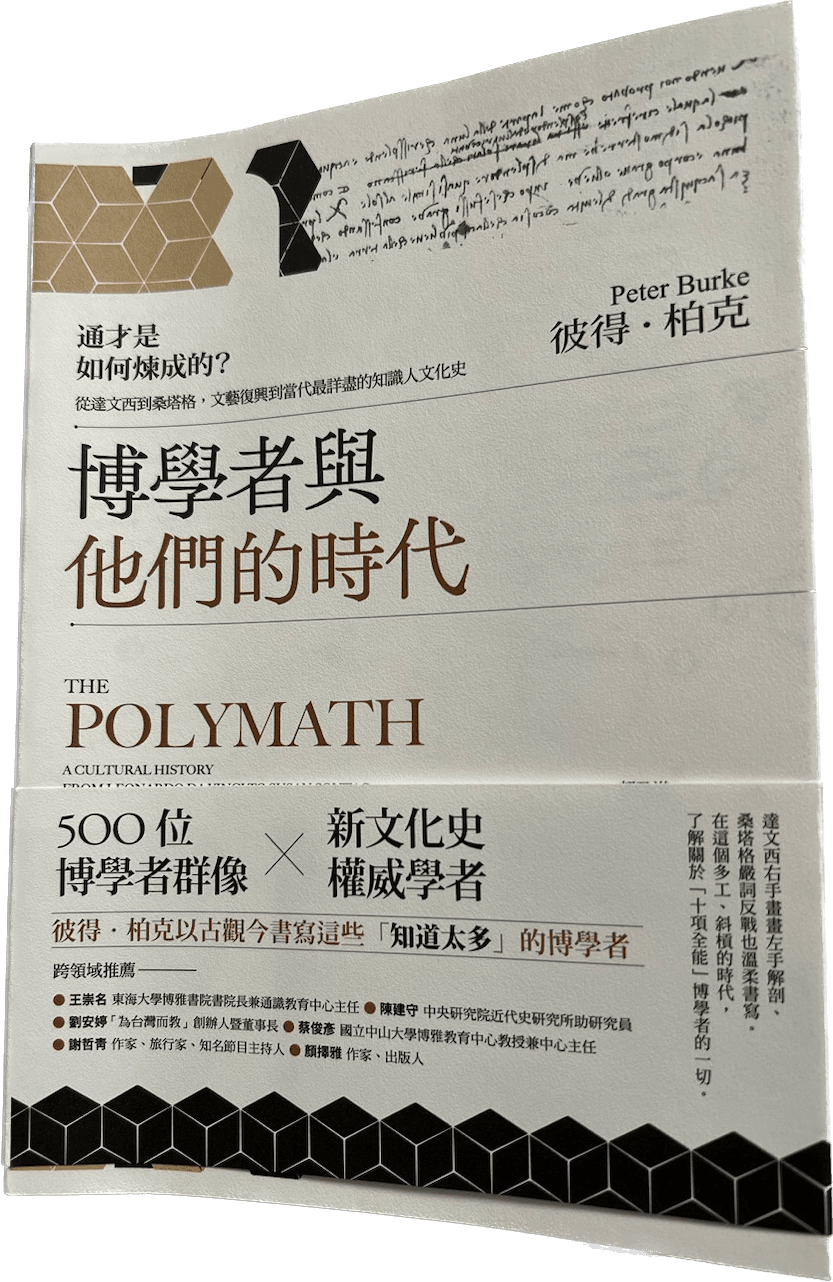 Peter Burke
彼得·柏克
通才是
如何煉成的？
從達文西到桑塔格，文藝復興到當代最詳盡的知識人文化史
博學者與
他們的時代
THE
POLYMATH
A CULTURAL HISTORY
FROM LEONARDO DA VINCI TO SUSAN SONTAG
500 位
博學者群像
×
新文化史
權威學者
彼得·柏克以古觀今書寫這些「知道太多」的博學者
跨領域推薦———
●王崇名 東海大學博雅書院書院長兼通識教育中心主任 ●陳建守 中央研究院近代史研究所助研究員
●劉安婷「為台灣而教」創辦人暨董事長 ●蔡俊彥 國立中山大學博雅教育中心教授兼中心主任
●謝哲青 作家、旅行家、知名節目主持人 ●顏擇雅 作家、出版人
達文西右手畫畫左手解剖、
桑塔格嚴詞反戰也溫柔書寫。
在這個多工、斜槓的時代，
了解關於「十項全能」博學者的一切。